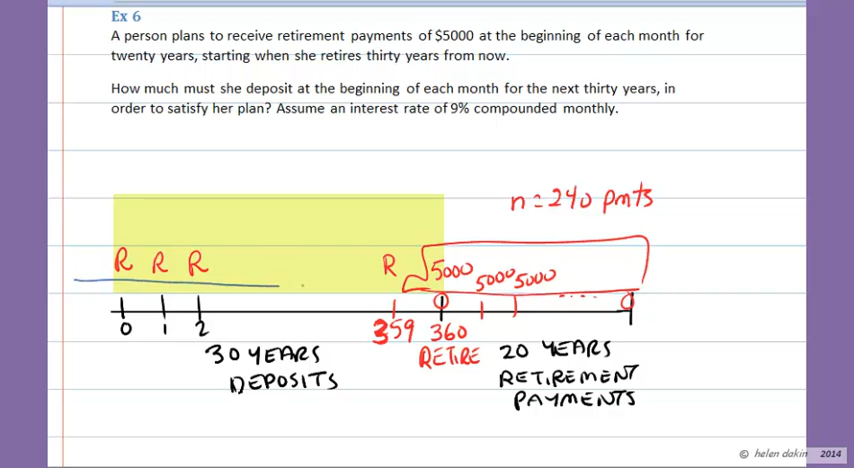 Ex 6
A person plans to receive retirement payments of $5000 at the beginning of each month for
twenty years, starting when she retires thirty years from now.
How much must she deposit at the beginning of each month for the next thirty years, in
order to satisfy her plan? Assume an interest rate of 9% compounded monthly.
n = 240 pmts
R R R R 5000 5000 5000 ....
0 1 2 359 360
RETIRE
30 YEARS
DEPOSITS
20 YEARS
RETIREMENT
PAYMENTS
© helen dakin 2014